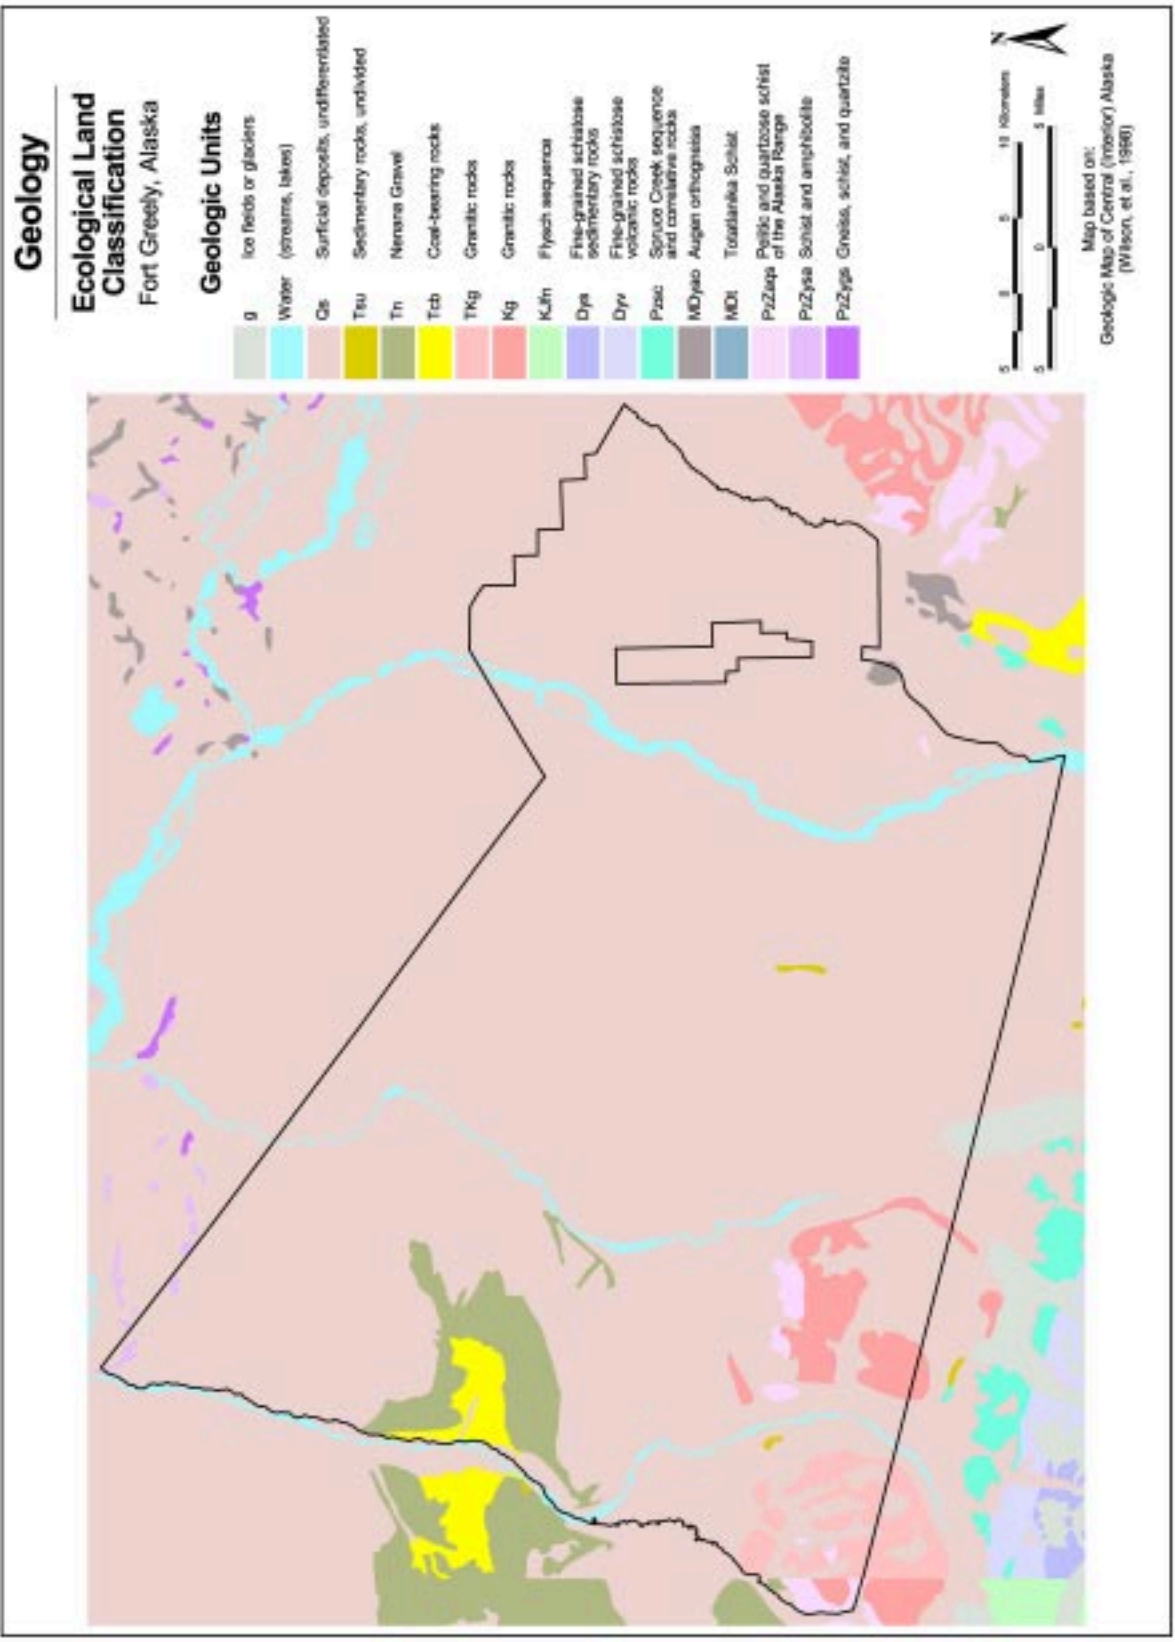 Geology
Ecological Land
Classification
Fort Greely, Alaska
Geologic Units
g Ice fields or glaciers
Water (streams, lakes)
Qs Surficial deposits, undifferentiated
Tsu Sedimentary rocks, undivided
Tn Nenana Gravel
Tcb Coal-bearing rocks
TKg Granitic rocks
Kg Granitic rocks
KJfn Flysch sequence
Dys Fine-grained schistose
sedimentary rocks
Dyv Fine-grained schistose
volcanic rocks
Pzsc Spruce Creek sequence
and correlative rocks
MDyao Augen orthogneiss
MDt Totatlanika Schist
PzZaqs Pelitic and quartzose schist
of the Alaska Range
PzZysa Schist and amphibolite
PzZygs Gneiss, schist, and quartzite
N
5 0 5 10 Kilometers
5 0 5 Miles
Map based on:
Geologic Map of Central (Interior) Alaska
(Wilson, et al., 1998)